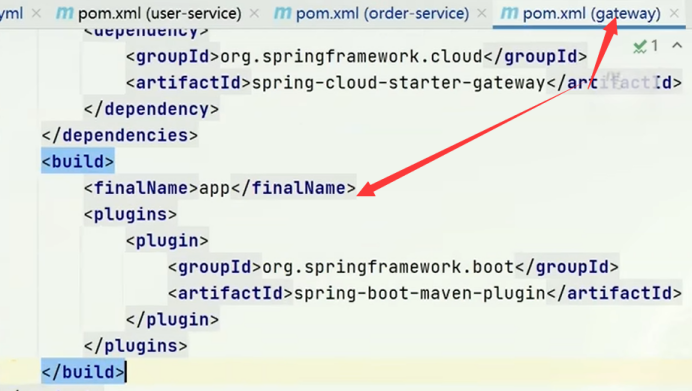 yml × pom.xml (user-service) × pom.xml (order-service) × pom.xml (gateway) ×
<dependency>
1
<groupId>org.springframework.cloud</groupId>
<artifactId>spring-cloud-starter-gateway</artifactId>
</dependency>
</dependencies>
<build>
<finalName>app</finalName>
<plugins>
<plugin>
<groupId>org.springframework.boot</groupId>
<artifactId>spring-boot-maven-plugin</artifactId>
</plugin>
</plugins>
</build>